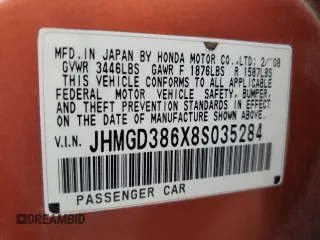 MFD. IN JAPAN BY HONDA MOTOR CO.,LTD: 2/'08
GVWR 3446LBS GAWR F 1876LBS R 1587LBS
THIS VEHICLE CONFORMS TO ALL APPLICABLE
FEDERAL MOTOR VEHICLE SAFETY, BUMPER,
AND THEFT PREVENTION STANDARDS IN EFFECT
ON THE DATE OF MANUFACTURE SHOWN ABOVE.
V.I.N. JHMGD386X8S035284
PASSENGER CAR
DREAMBID